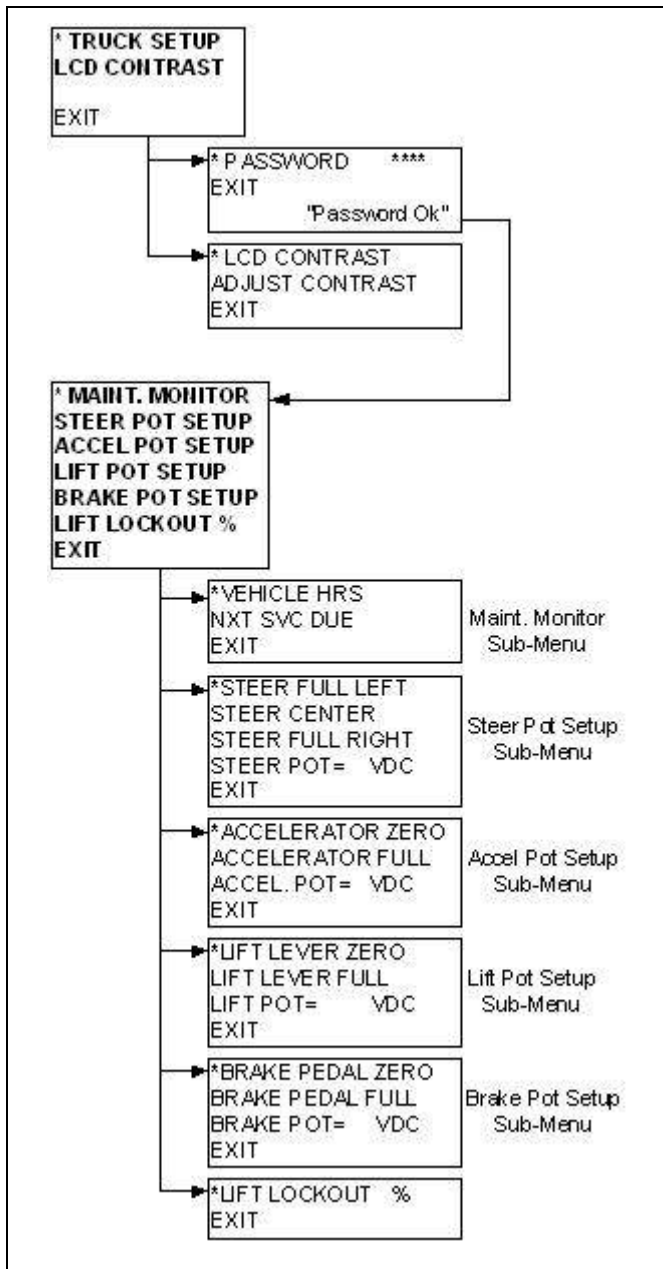 * TRUCK SETUP
LCD CONTRAST
EXIT
* PASSWORD ****
EXIT
"Password Ok"
* LCD CONTRAST
ADJUST CONTRAST
EXIT
* MAINT. MONITOR
STEER POT SETUP
ACCEL POT SETUP
LIFT POT SETUP
BRAKE POT SETUP
LIFT LOCKOUT %
EXIT
*VEHICLE HRS
NXT SVC DUE
EXIT
Maint. Monitor
Sub-Menu
*STEER FULL LEFT
STEER CENTER
STEER FULL RIGHT
STEER POT= VDC
EXIT
Steer Pot Setup
Sub-Menu
*ACCELERATOR ZERO
ACCELERATOR FULL
ACCEL. POT= VDC
EXIT
Accel Pot Setup
Sub-Menu
*LIFT LEVER ZERO
LIFT LEVER FULL
LIFT POT= VDC
EXIT
Lift Pot Setup
Sub-Menu
*BRAKE PEDAL ZERO
BRAKE PEDAL FULL
BRAKE POT= VDC
EXIT
Brake Pot Setup
Sub-Menu
*LIFT LOCKOUT %
EXIT